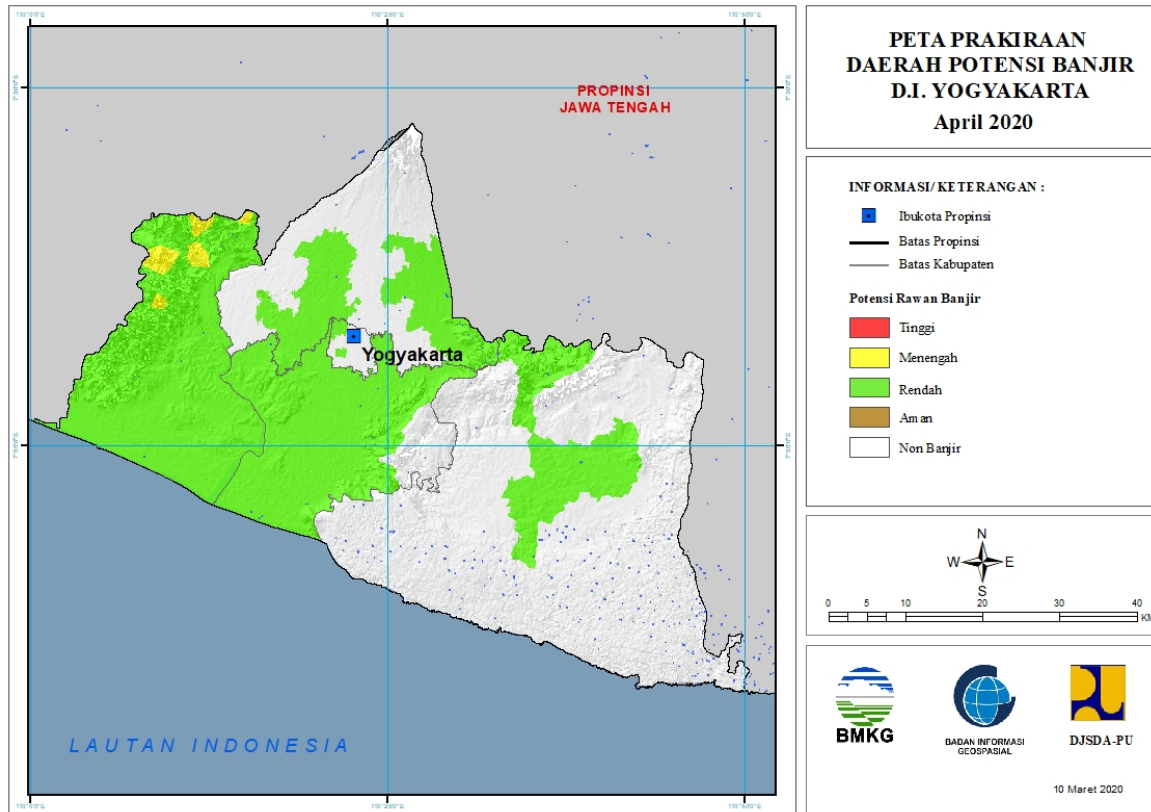 PETA PRAKIRAAN
DAERAH POTENSI BANJIR
D.I. YOGYAKARTA
April 2020
PROPINSI
JAWA TENGAH
Yogyakarta
LAUTAN INDONESIA
INFORMASI/ KETERANGAN :
Ibukota Propinsi
Batas Propinsi
Batas Kabupaten
Potensi Rawan Banjir
Tinggi
Menengah
Rendah
Aman
Non Banjir
N
W E
S
0 5 10 20 30 40
KM
BMKG
BADAN INFORMASI
GEOSPASIAL
DJSDA-PU
10 Maret 2020